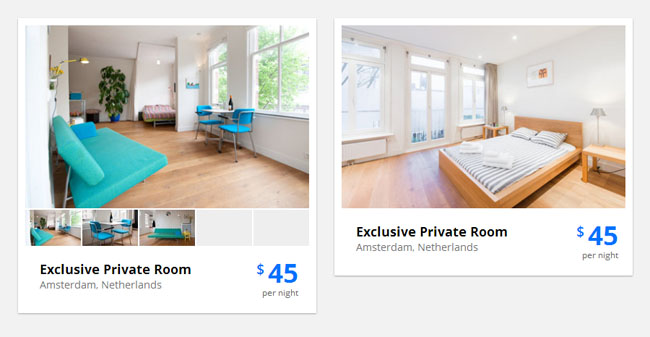 Exclusive Private Room
Amsterdam, Netherlands
$ 45
per night
Exclusive Private Room
Amsterdam, Netherlands
$ 45
per night